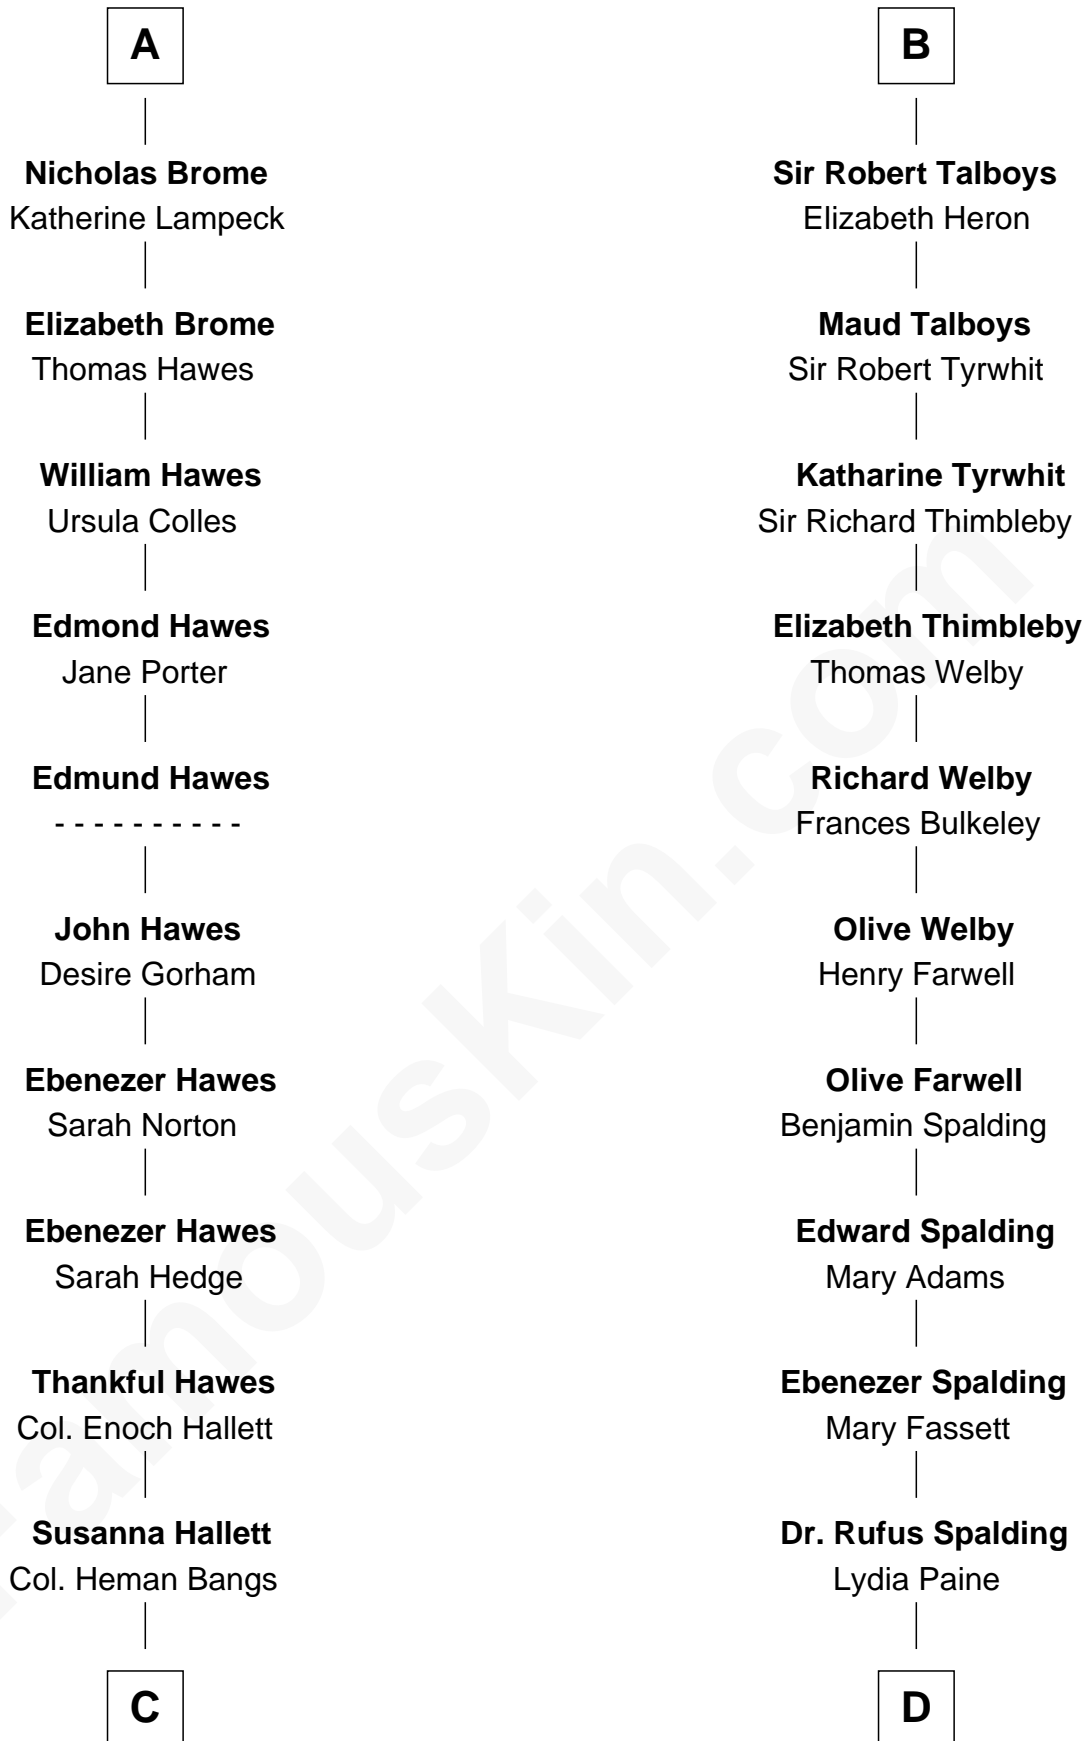 A
Nicholas Brome
Katherine Lampeck
Elizabeth Brome
Thomas Hawes
William Hawes
Ursula Colles
Edmond Hawes
Jane Porter
Edmund Hawes
- - - - - - - - - -
John Hawes
Desire Gorham
Ebenezer Hawes
Sarah Norton
Ebenezer Hawes
Sarah Hedge
Thankful Hawes
Col. Enoch Hallett
Susanna Hallett
Col. Heman Bangs
C
B
Sir Robert Talboys
Elizabeth Heron
Maud Talboys
Sir Robert Tyrwhit
Katharine Tyrwhit
Sir Richard Thimbleby
Elizabeth Thimbleby
Thomas Welby
Richard Welby
Frances Bulkeley
Olive Welby
Henry Farwell
Olive Farwell
Benjamin Spalding
Edward Spalding
Mary Adams
Ebenezer Spalding
Mary Fassett
Dr. Rufus Spalding
Lydia Paine
D
FamousKin.com